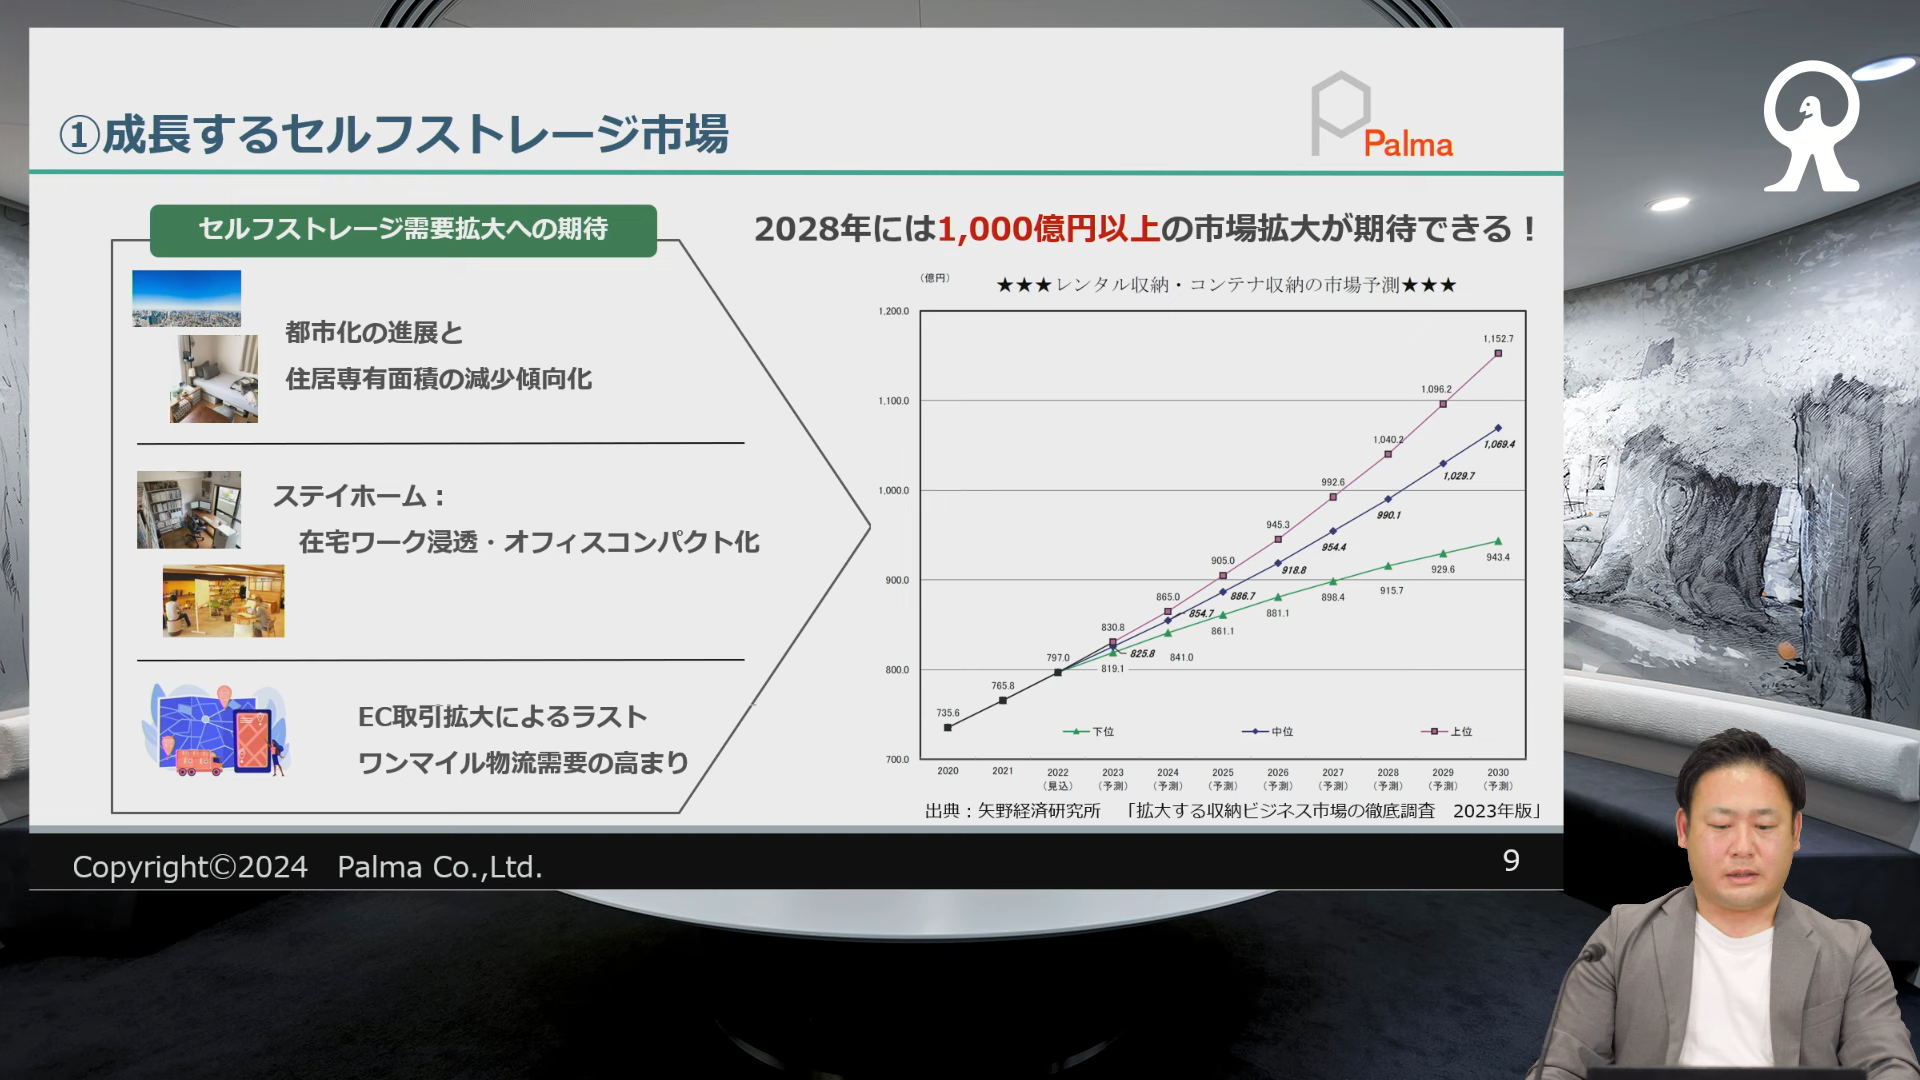 ①成長するセルフストレージ市場
Palma
セルフストレージ需要拡大への期待
都市化の進展と
住居専有面積の減少傾向化
ステイホーム：
在宅ワーク浸透・オフィスコンパクト化
EC取引拡大によるラスト
ワンマイル物流需要の高まり
2028年には1,000億円以上の市場拡大が期待できる！
（億円）
★★★レンタル収納・コンテナ収納の市場予測★★★
1,200.0
1,100.0
1,000.0
900.0
800.0
700.0
735.6
765.8
797.0
830.8
865.0
905.0
945.3
992.6
1,040.2
1,096.2
1,152.7
825.8
854.7
886.7
918.8
954.4
990.1
1,029.7
1,069.4
819.1
841.0
861.1
881.1
898.4
915.7
929.6
943.4
下位
中位
上位
2020
2021
2022
（見込）
2023
（予測）
2024
（予測）
2025
（予測）
2026
（予測）
2027
（予測）
2028
（予測）
2029
（予測）
2030
（予測）
出典：矢野経済研究所　「拡大する収納ビジネス市場の徹底調査　2023年版」
Copyright©2024　Palma Co.,Ltd.
9